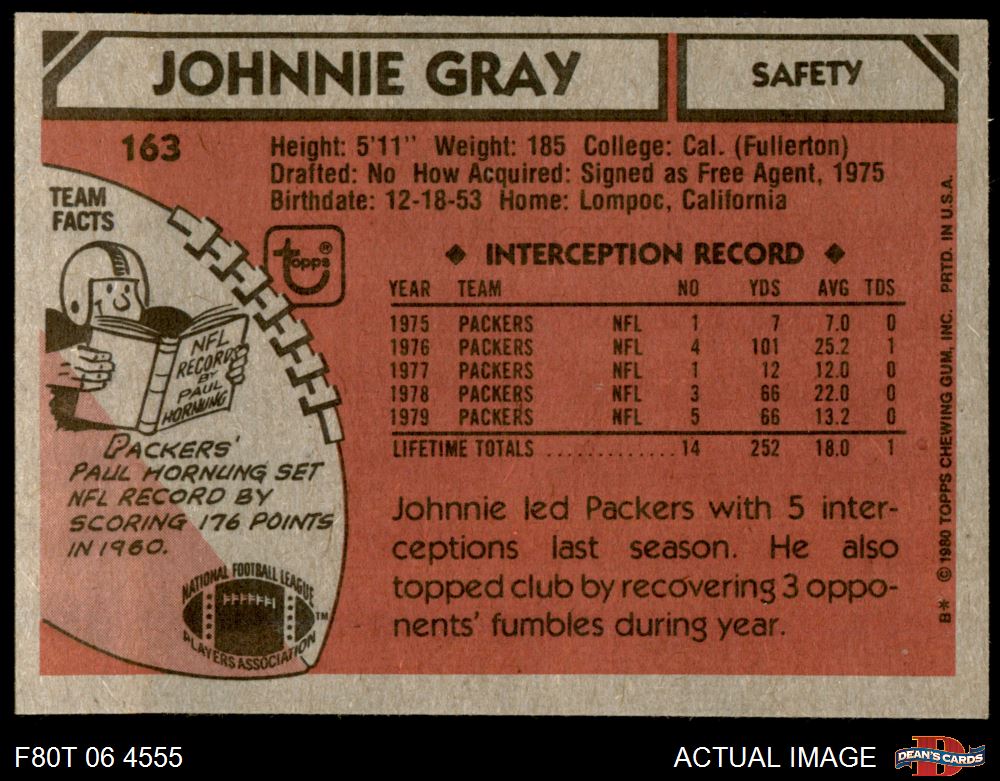 JOHNNIE GRAY
SAFETY
163
Height: 5'11" Weight: 185 College: Cal. (Fullerton)
Drafted: No How Acquired: Signed as Free Agent, 1975
Birthdate: 12-18-53 Home: Lompoc, California
TEAM
FACTS
topps®
NFL
RECORDS
BY
PAUL
HORNUNG
PACKERS'
PAUL HORNUNG SET
NFL RECORD BY
SCORING 176 POINTS
IN 1960.
NATIONAL FOOTBALL LEAGUE
PLAYERS ASSOCIATION
TM
◆ INTERCEPTION RECORD ◆
YEAR TEAM NO YDS AVG TDS
1975 PACKERS NFL 1 7 7.0 0
1976 PACKERS NFL 4 101 25.2 1
1977 PACKERS NFL 1 12 12.0 0
1978 PACKERS NFL 3 66 22.0 0
1979 PACKERS NFL 5 66 13.2 0
LIFETIME TOTALS ............ 14 252 18.0 1
Johnnie led Packers with 5 inter-
ceptions last season. He also
topped club by recovering 3 oppo-
nents' fumbles during year.
B* © 1980 TOPPS CHEWING GUM, INC. PRTD. IN U.S.A.
F80T 06 4555
ACTUAL IMAGE
D
DEAN'S CARDS